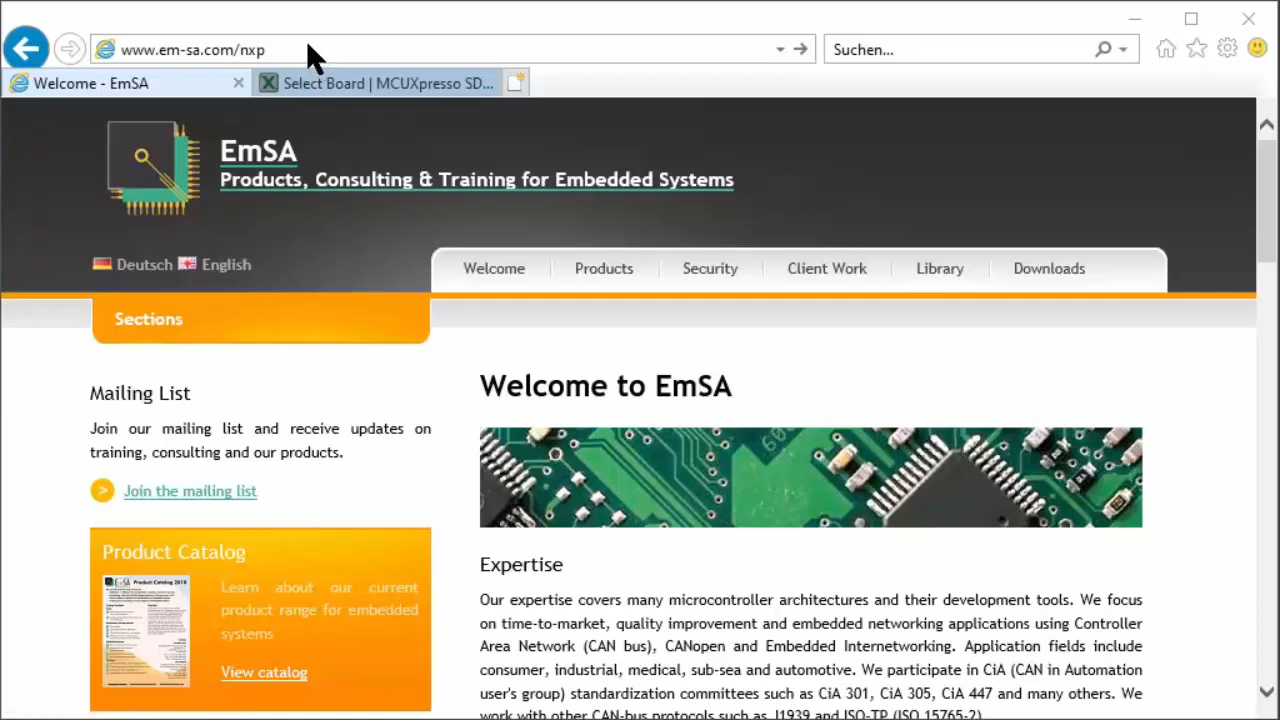 www.em-sa.com/nxp
Suchen...
Welcome - EmSA
Select Board | MCUXpresso SD...
EmSA
Products, Consulting & Training for Embedded Systems
Deutsch English
Welcome Products Security Client Work Library Downloads
Sections
Mailing List
Join our mailing list and receive updates on
training, consulting and our products.
Join the mailing list
Product Catalog
EmSA Product Catalog 2018
Learn about our current
product range for embedded
systems
View catalog
Welcome to EmSA
Expertise
Our expertise covers many microcontroller architectures and their development tools. We focus
on time-to-market, quality improvement and embedded networking applications using Controller
Area Network (CAN bus), CANopen and Embedded Internetworking. Application fields include
consumer, industrial, medical, sub-sea and automotive. We participate in CiA (CAN in Automation
user's group) standardization committees such as CiA 301, CiA 305, CiA 447 and many others. We
work with other CAN-bus protocols such as J1939 and ISO-TP (ISO 15765-2).